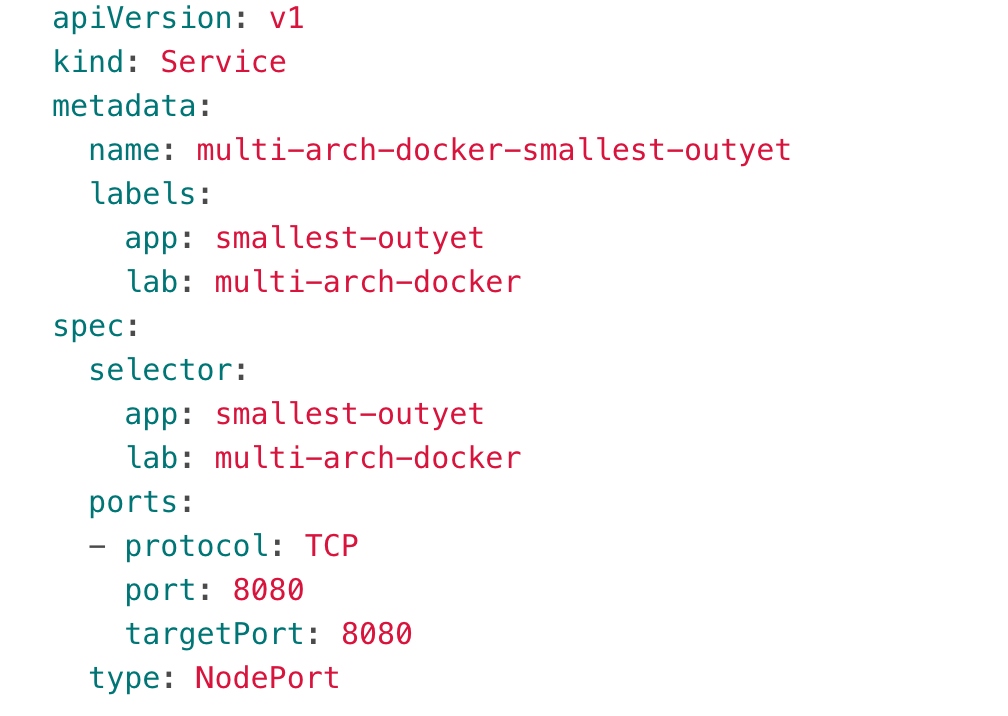 apiVersion: v1
kind: Service
metadata:
  name: multi-arch-docker-smallest-outyet
  labels:
    app: smallest-outyet
    lab: multi-arch-docker
spec:
  selector:
    app: smallest-outyet
    lab: multi-arch-docker
  ports:
  - protocol: TCP
    port: 8080
    targetPort: 8080
  type: NodePort